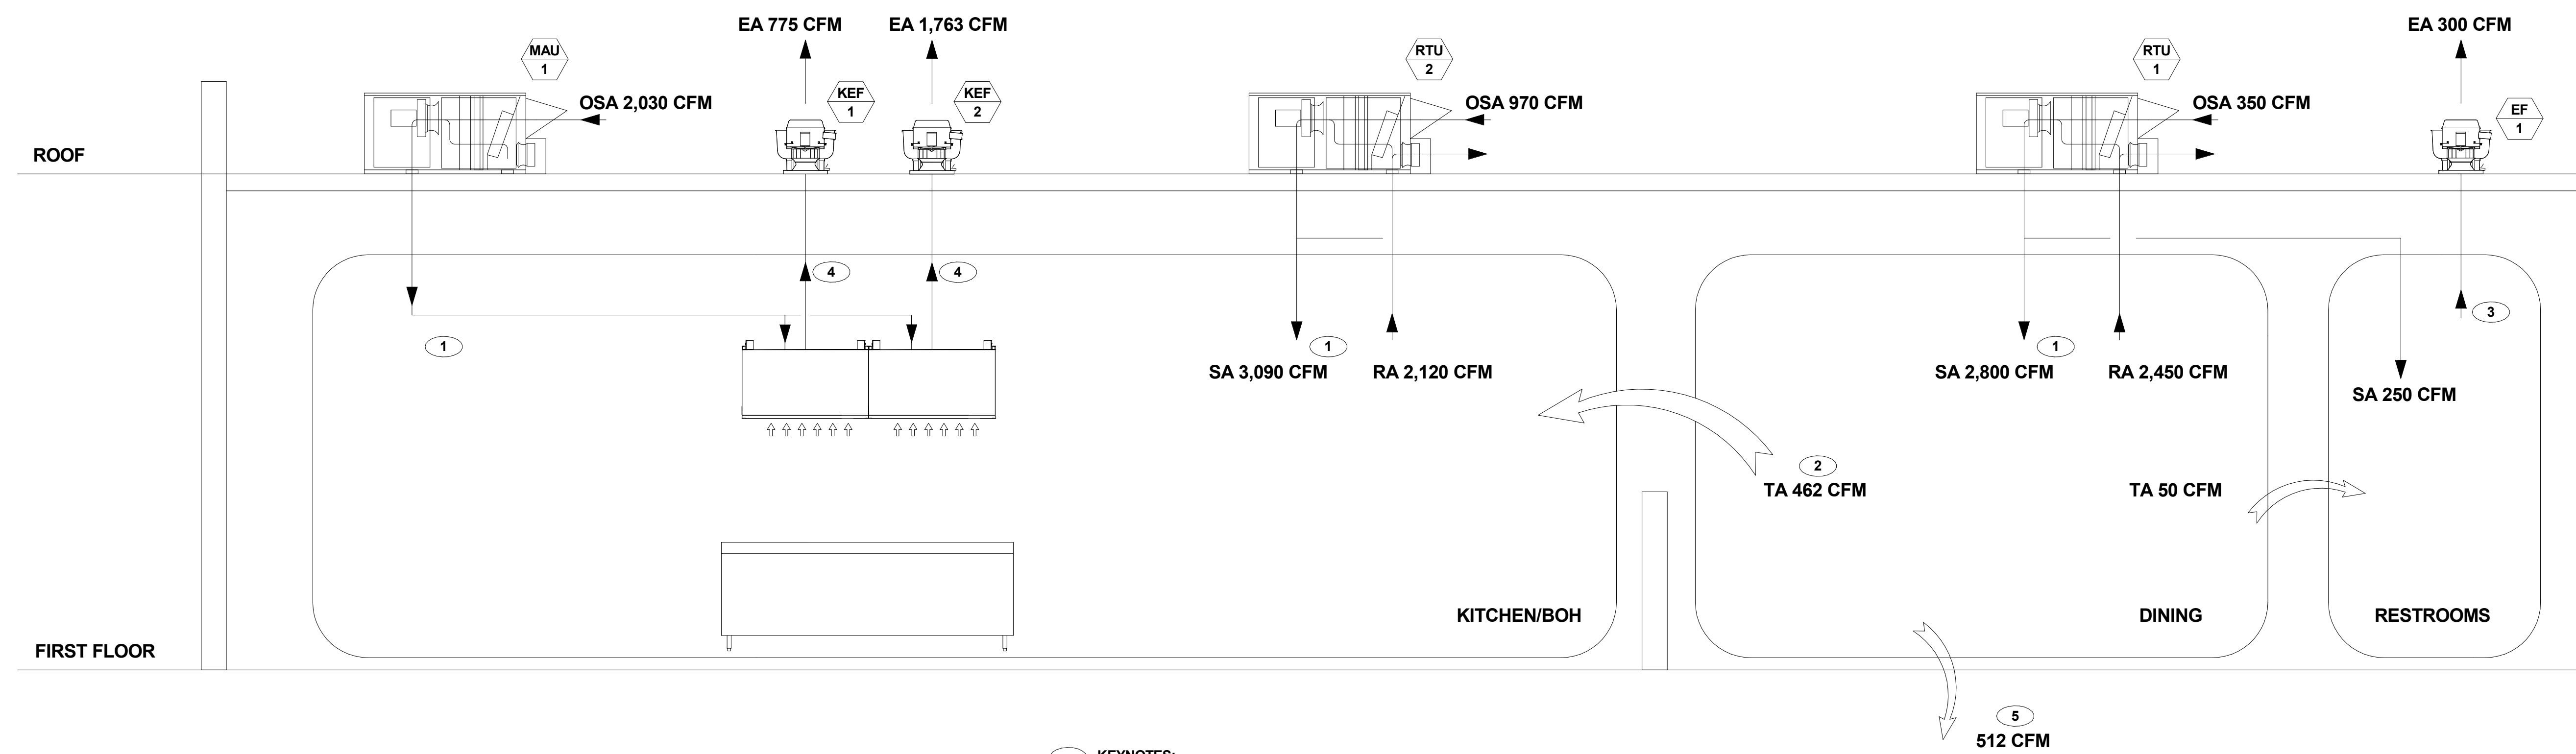 EA 775 CFM
EA 1,763 CFM
EA 300 CFM
MAU
1
RTU
2
RTU
1
OSA 2,030 CFM
KEF
1
KEF
2
OSA 970 CFM
OSA 350 CFM
EF
1
ROOF
4
4
3
1
1
1
SA 3,090 CFM
RA 2,120 CFM
SA 2,800 CFM
RA 2,450 CFM
SA 250 CFM
2
TA 462 CFM
TA 50 CFM
KITCHEN/BOH
DINING
RESTROOMS
FIRST FLOOR
5
512 CFM
KEYNOTES: